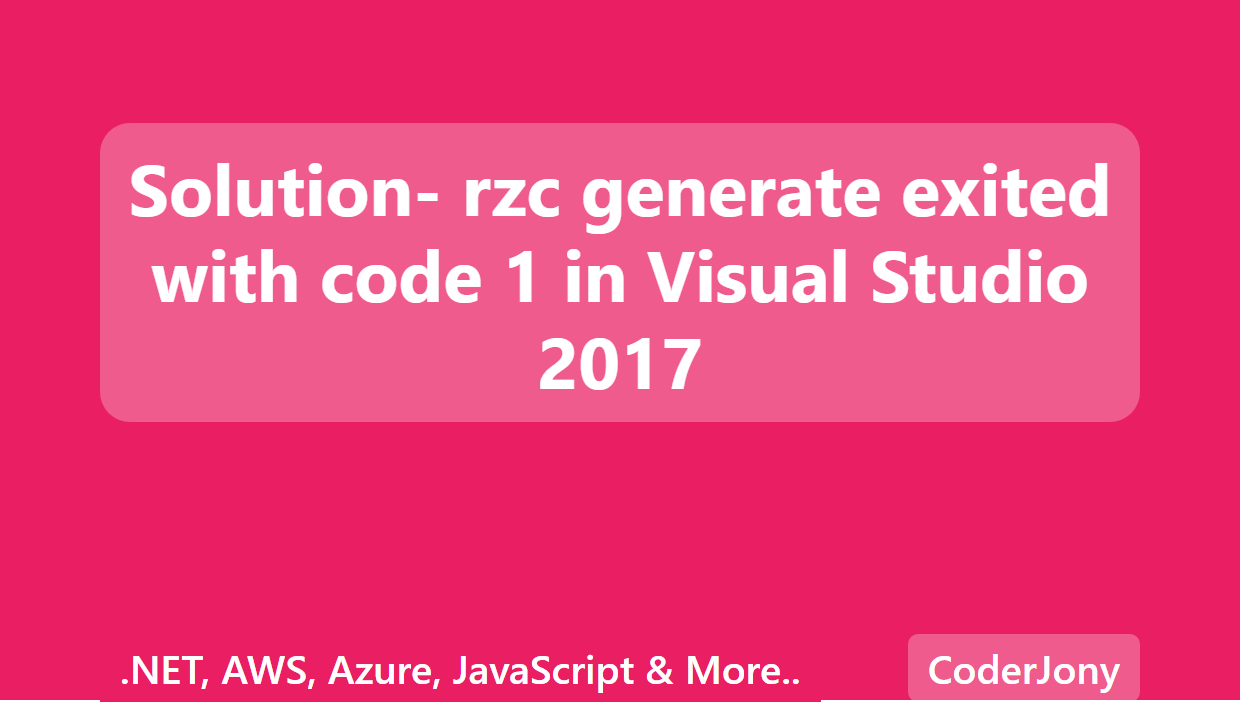 Solution- rzc generate exited
with code 1 in Visual Studio
2017
.NET, AWS, Azure, JavaScript & More..
CoderJony